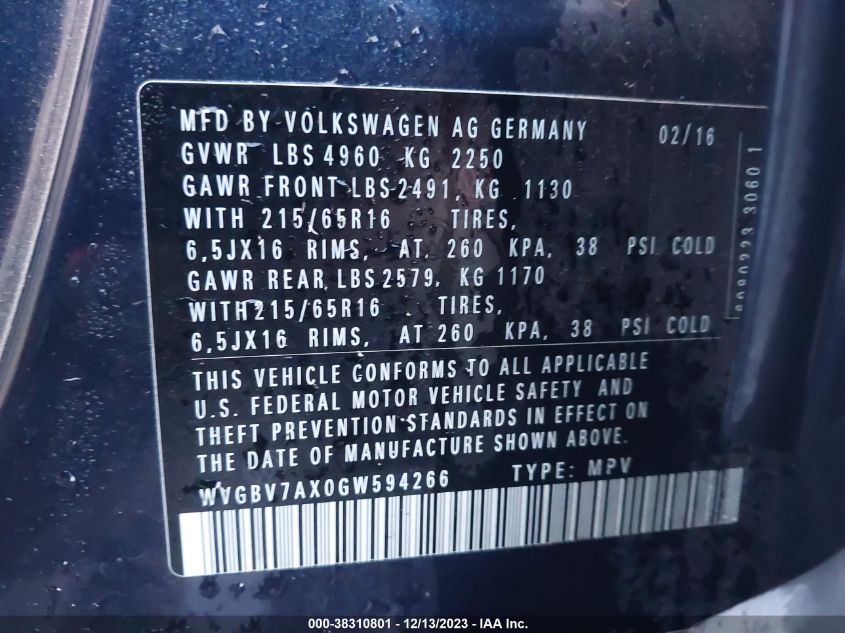 MFD BY VOLKSWAGEN AG GERMANY 02/16
GVWR LBS 4960 KG 2250
GAWR FRONT LBS 2491, KG 1130
WITH 215/65R16 TIRES,
6,5JX16 RIMS, AT. 260 KPA, 38 PSI COLD
GAWR REAR LBS 2579, KG 1170
WITH 215/65R16 . TIRES,
6,5JX16 RIMS, AT 260 KPA, 38 PSI COLD
THIS VEHICLE CONFORMS TO ALL APPLICABLE
U.S. FEDERAL MOTOR VEHICLE SAFETY AND
THEFT PREVENTION STANDARDS IN EFFECT ON
THE DATE OF MANUFACTURE SHOWN ABOVE.
WVGBV7AX0GW594266 TYPE: MPV
000-38310801 - 12/13/2023 - IAA Inc.